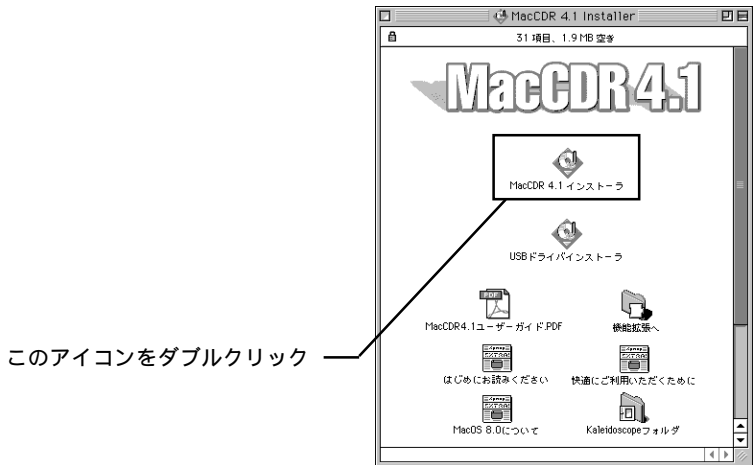 MacCDR 4.1 Installer
31 項目、1.9 MB 空き
MacCDR 4.1
MacCDR 4.1 インストーラ
USBドライバインストーラ
MacCDR4.1ユーザーガイド.PDF
機能拡張へ
はじめにお読みください
快適にご利用いただくために
MacOS 8.0について
Kaleidoscopeフォルダ
このアイコンをダブルクリック